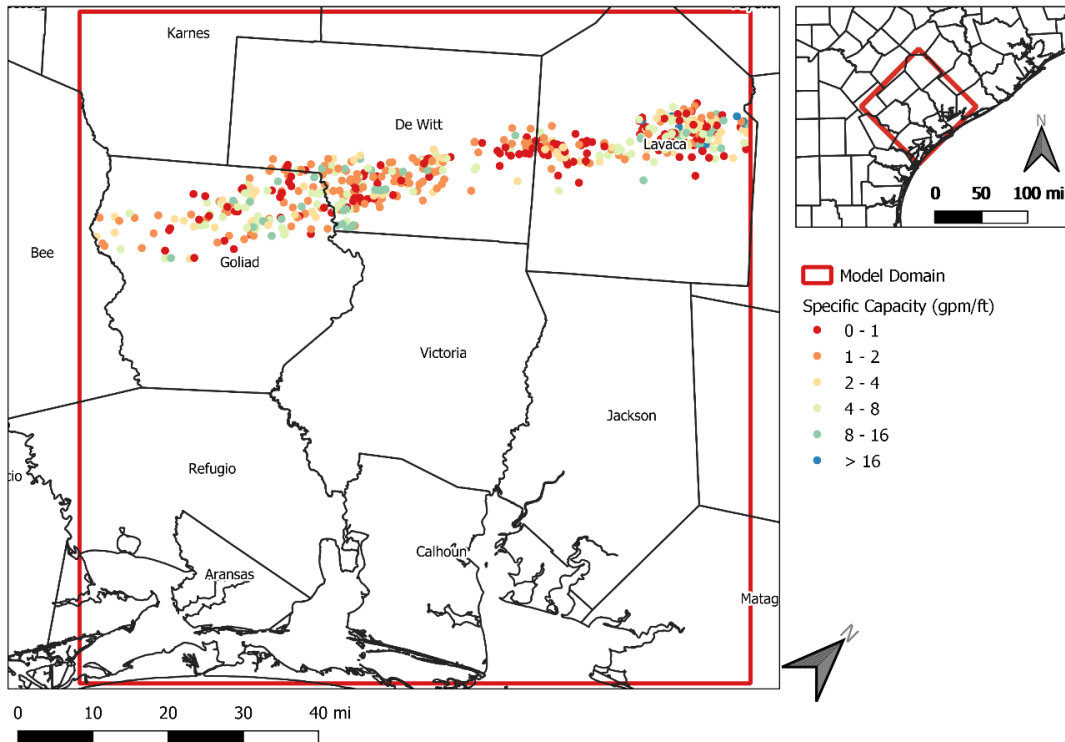 Karnes
De Witt
Lavaca
Bee
Goliad
Victoria
Jackson
Refugio
cio
Calhoun
Aransas
Matag
N
0 10 20 30 40 mi
N
0 50 100 mi
Model Domain
Specific Capacity (gpm/ft)
0 - 1
1 - 2
2 - 4
4 - 8
8 - 16
> 16